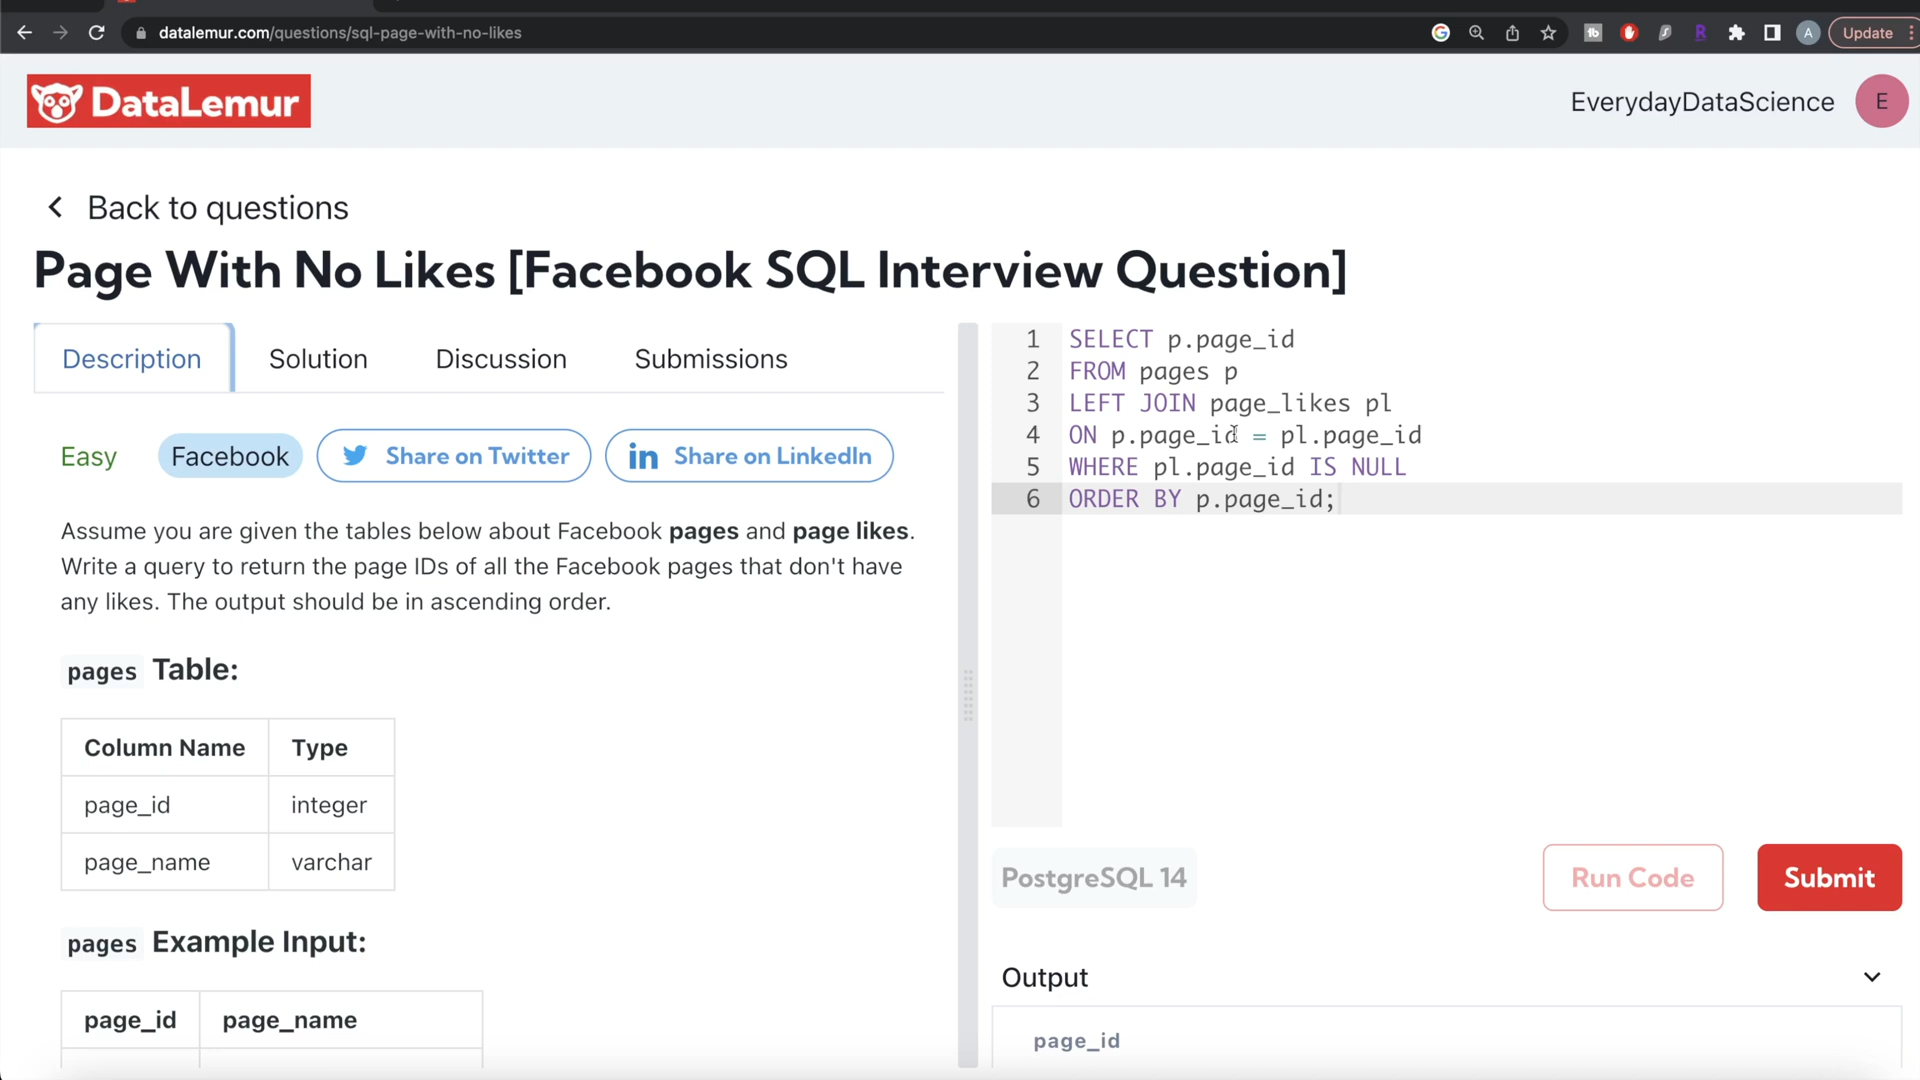 datalemur.com/questions/sql-page-with-no-likes
A
Update
DataLemur
EverydayDataScience
E
Back to questions
Page With No Likes [Facebook SQL Interview Question]
Description
Solution
Discussion
Submissions
Easy
Facebook
Share on Twitter
Share on LinkedIn
Assume you are given the tables below about Facebook pages and page likes.
Write a query to return the page IDs of all the Facebook pages that don't have
any likes. The output should be in ascending order.
pages Table:
Column Name Type
page_id integer
page_name varchar
pages Example Input:
page_id page_name
1 SELECT p.page_id
2 FROM pages p
3 LEFT JOIN page_likes pl
4 ON p.page_id = pl.page_id
5 WHERE pl.page_id IS NULL
6 ORDER BY p.page_id;
PostgreSQL 14
Run Code
Submit
Output
page_id